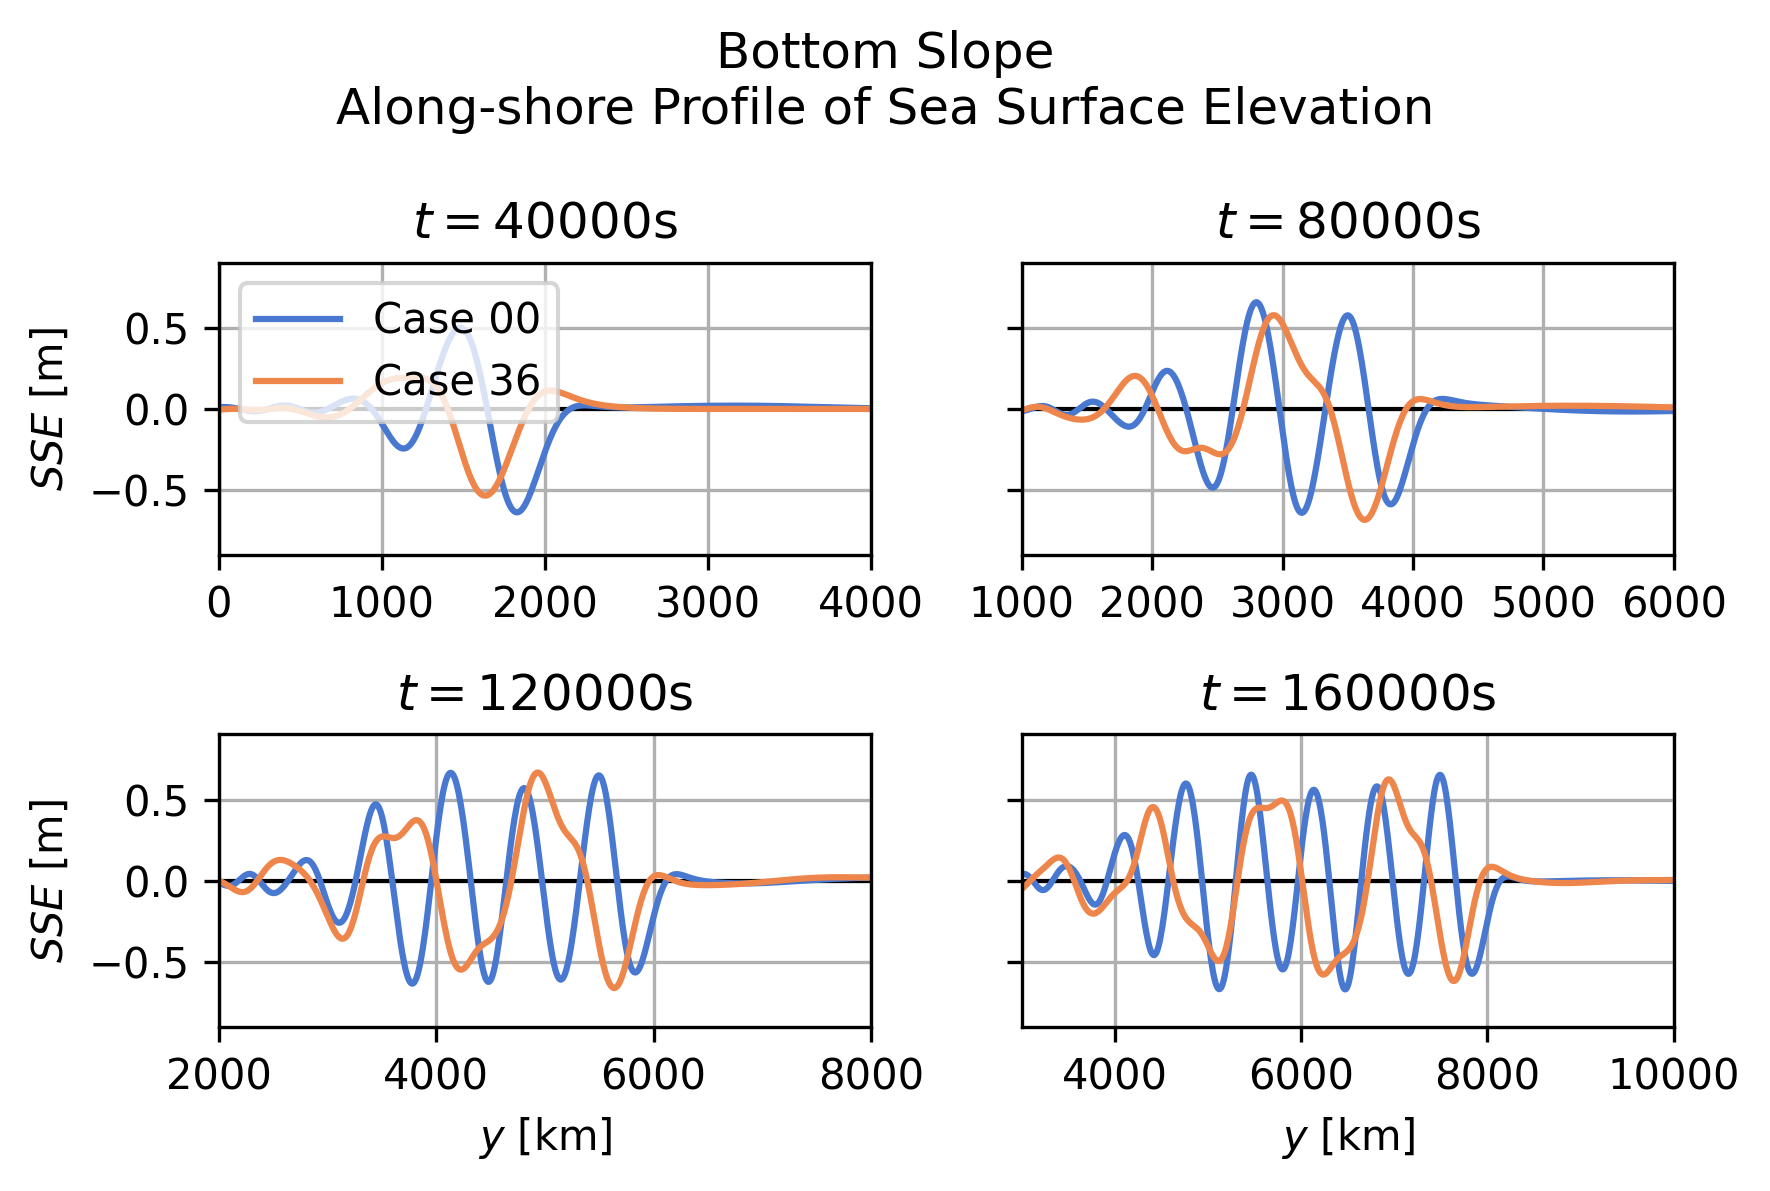 Bottom Slope
Along-shore Profile of Sea Surface Elevation
t = 40000s
t = 80000s
SSE [m]
0.5
0.0
−0.5
Case 00
Case 36
0 1000 2000 3000 4000
1000 2000 3000 4000 5000 6000
t = 120000s
t = 160000s
SSE [m]
0.5
0.0
−0.5
2000 4000 6000 8000
4000 6000 8000 10000
y [km]
y [km]